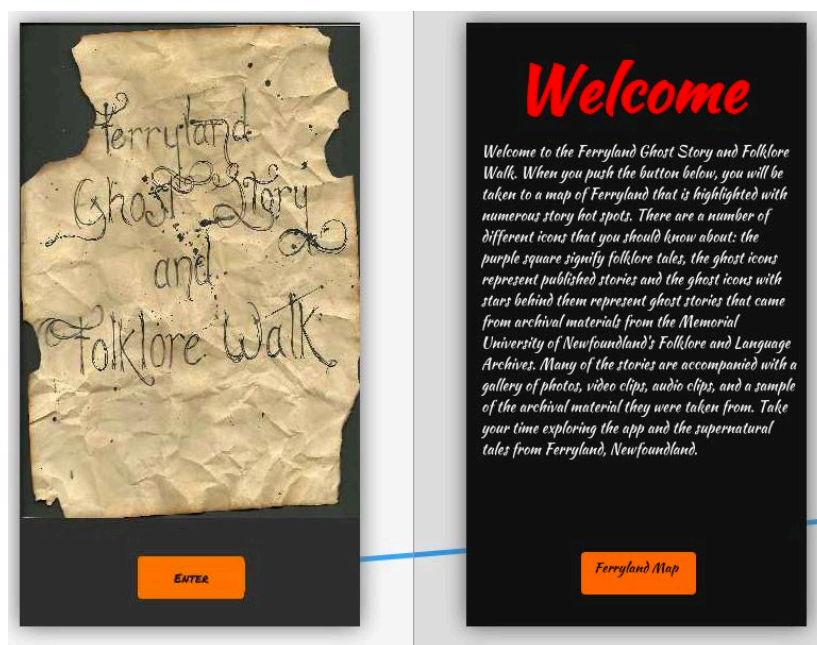 Ferryland
Ghost Story
and
Folklore Walk
ENTER
Welcome
Welcome to the Ferryland Ghost Story and Folklore
Walk. When you push the button below, you will be
taken to a map of Ferryland that is highlighted with
numerous story hot spots. There are a number of
different icons that you should know about: the
purple square signify folklore tales, the ghost icons
represent published stories and the ghost icons with
stars behind them represent ghost stories that came
from archival materials from the Memorial
University of Newfoundland's Folklore and Language
Archives. Many of the stories are accompanied with a
gallery of photos, video clips, audio clips, and a sample
of the archival material they were taken from. Take
your time exploring the app and the supernatural
tales from Ferryland, Newfoundland.
Ferryland Map